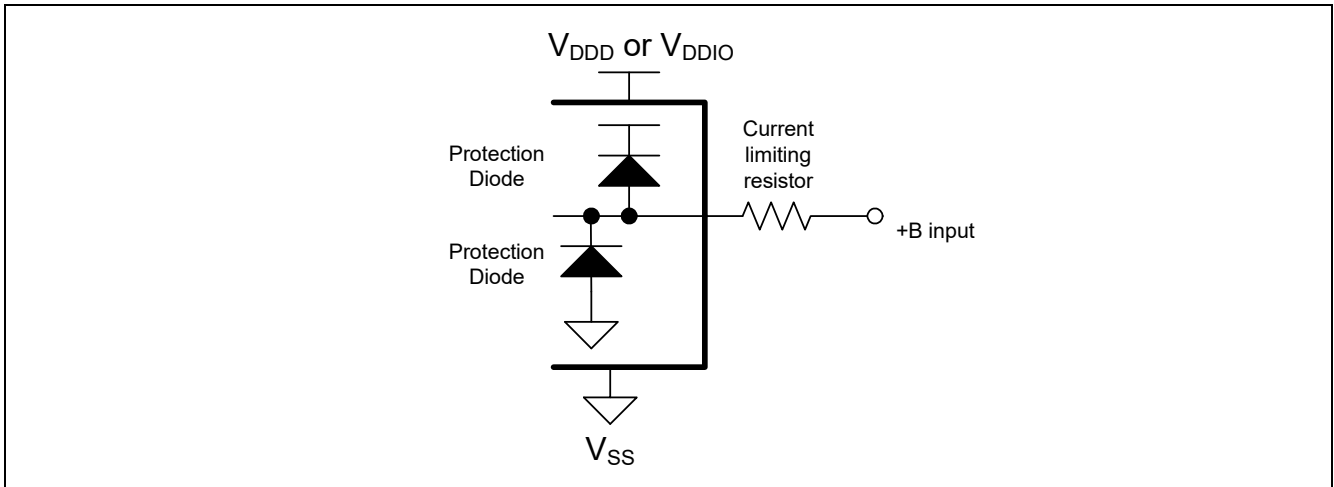 VDDD or VDDIO
Protection
Diode
Current
limiting
resistor
+B input
Protection
Diode
VSS